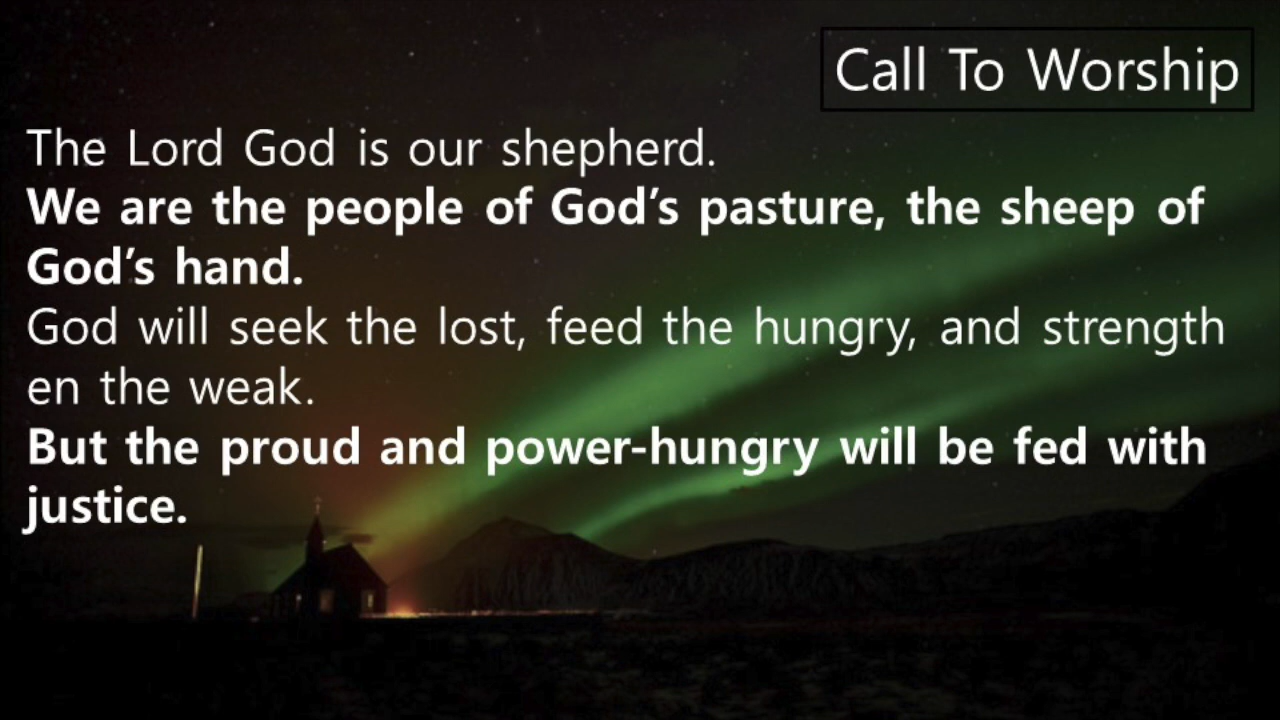 Call To Worship
The Lord God is our shepherd.
We are the people of God’s pasture, the sheep of
God’s hand.
God will seek the lost, feed the hungry, and strength
en the weak.
But the proud and power-hungry will be fed with
justice.